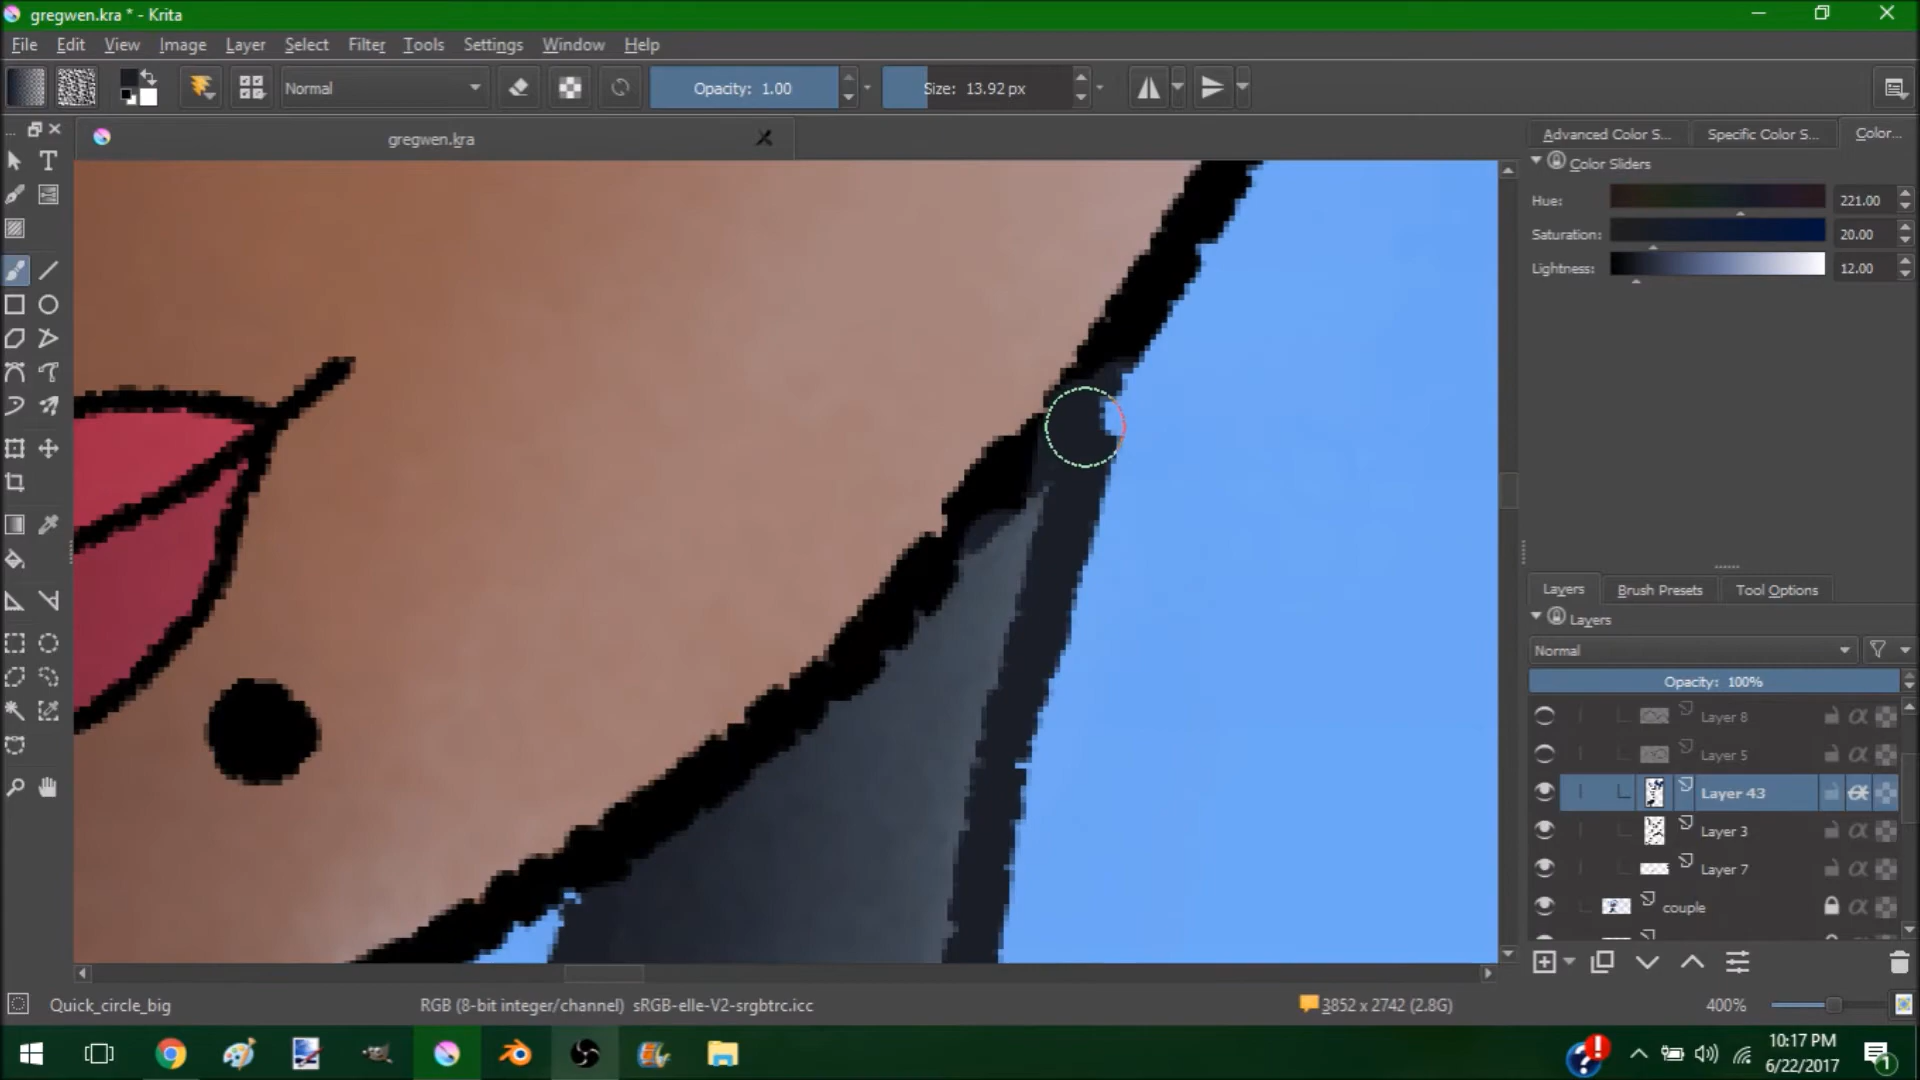 gregwen.kra * - Krita
File Edit View Image Layer Select Filter Tools Settings Window Help
Normal Opacity: 1.00 Size: 13.92 px
gregwen.kra
Advanced Color S... Specific Color S... Color...
Color Sliders
Hue: 221.00
Saturation: 20.00
Lightness: 12.00
Layers Brush Presets Tool Options
Layers
Normal
Opacity: 100%
Layer 8
Layer 5
Layer 43
Layer 3
Layer 7
couple
Quick_circle_big RGB (8-bit integer/channel) sRGB-elle-V2-srgbtrc.icc 3852 x 2742 (2.8G) 400%
10:17 PM
6/22/2017
1